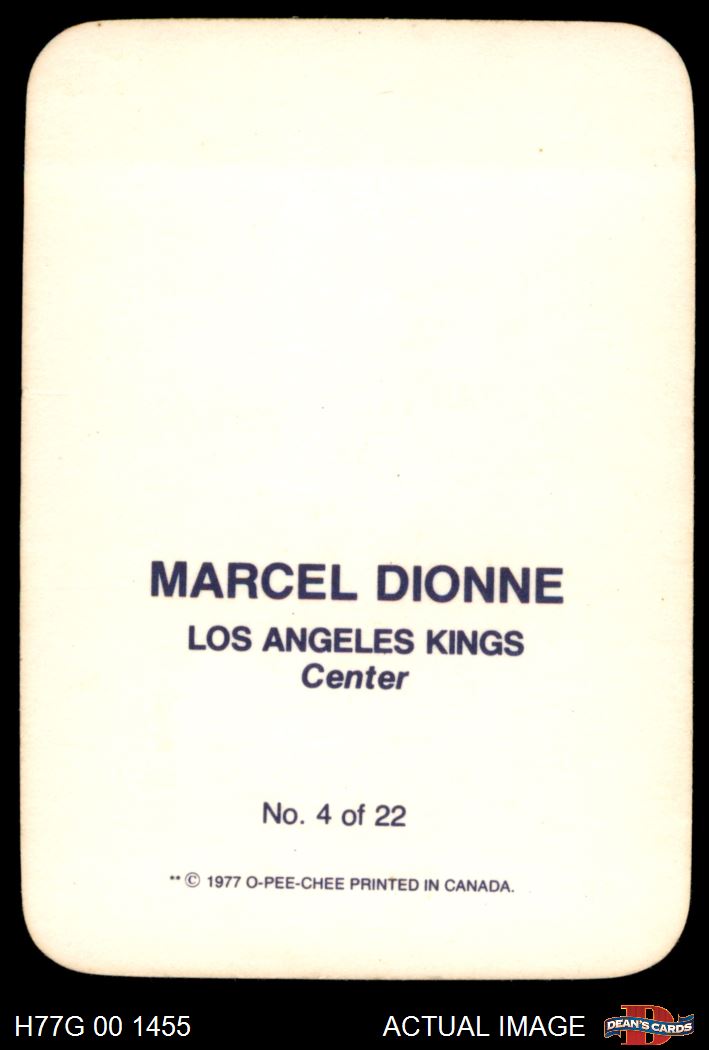 MARCEL DIONNE
LOS ANGELES KINGS
Center
No. 4 of 22
** © 1977 O-PEE-CHEE PRINTED IN CANADA.
H77G 00 1455
ACTUAL IMAGE
D
DEAN'S CARDS